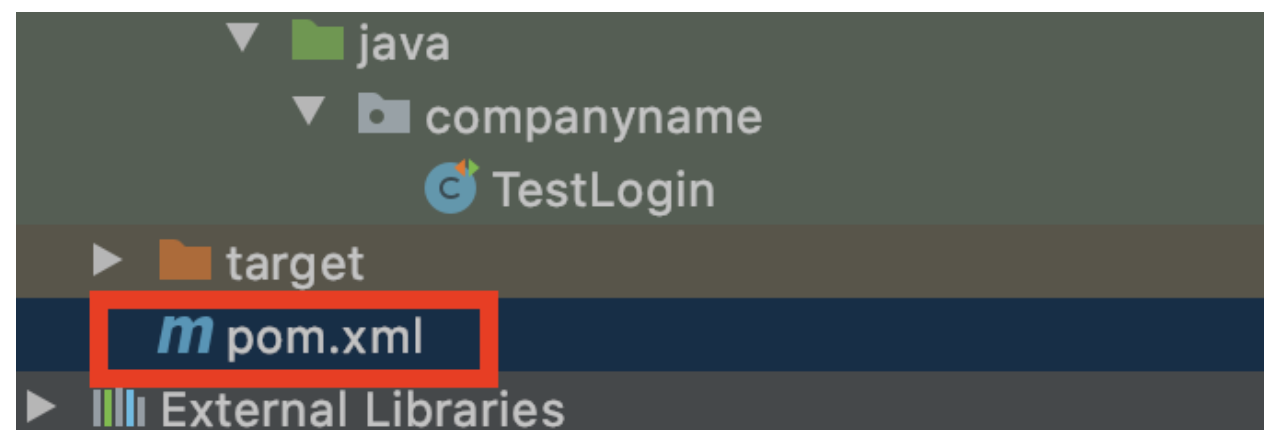 java
companyname
C TestLogin
target
m pom.xml
External Libraries